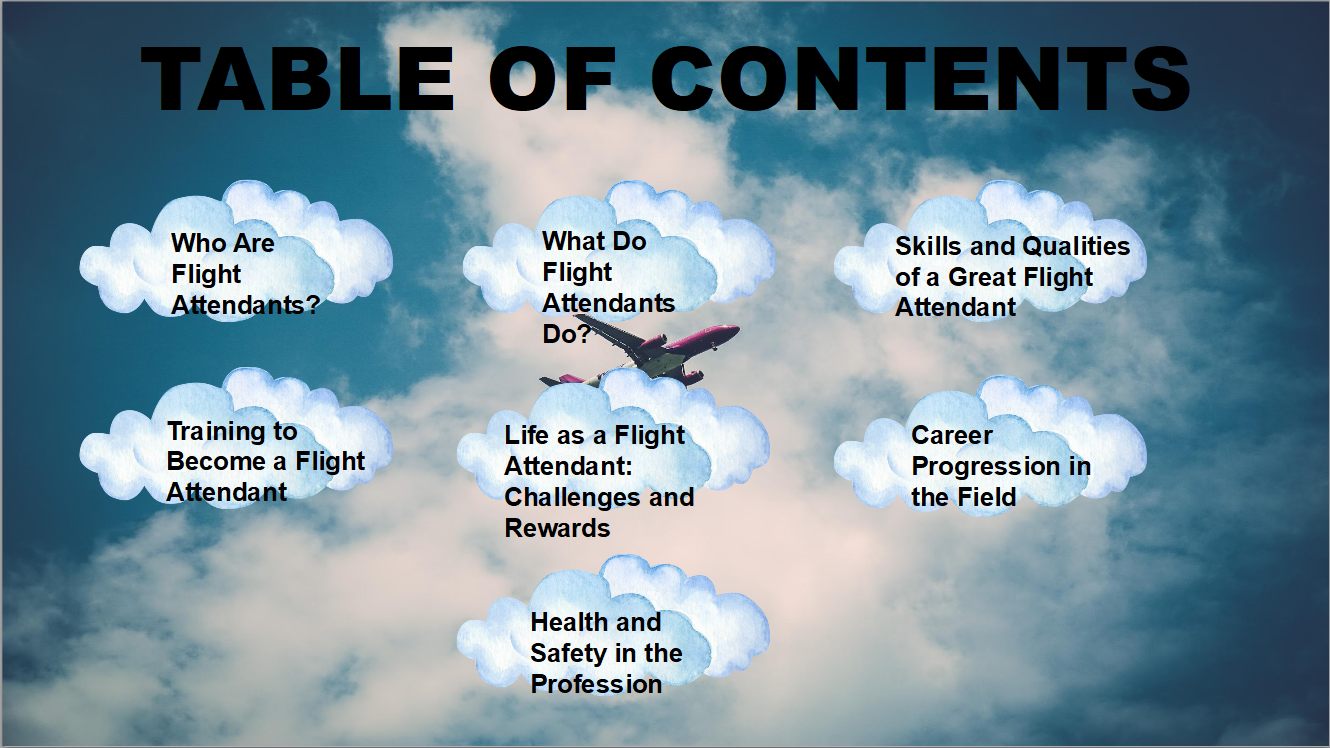 TABLE OF CONTENTS
Who Are
Flight
Attendants?
What Do
Flight
Attendants
Do?
Skills and Qualities
of a Great Flight
Attendant
Training to
Become a Flight
Attendant
Life as a Flight
Attendant:
Challenges and
Rewards
Career
Progression in
the Field
Health and
Safety in the
Profession